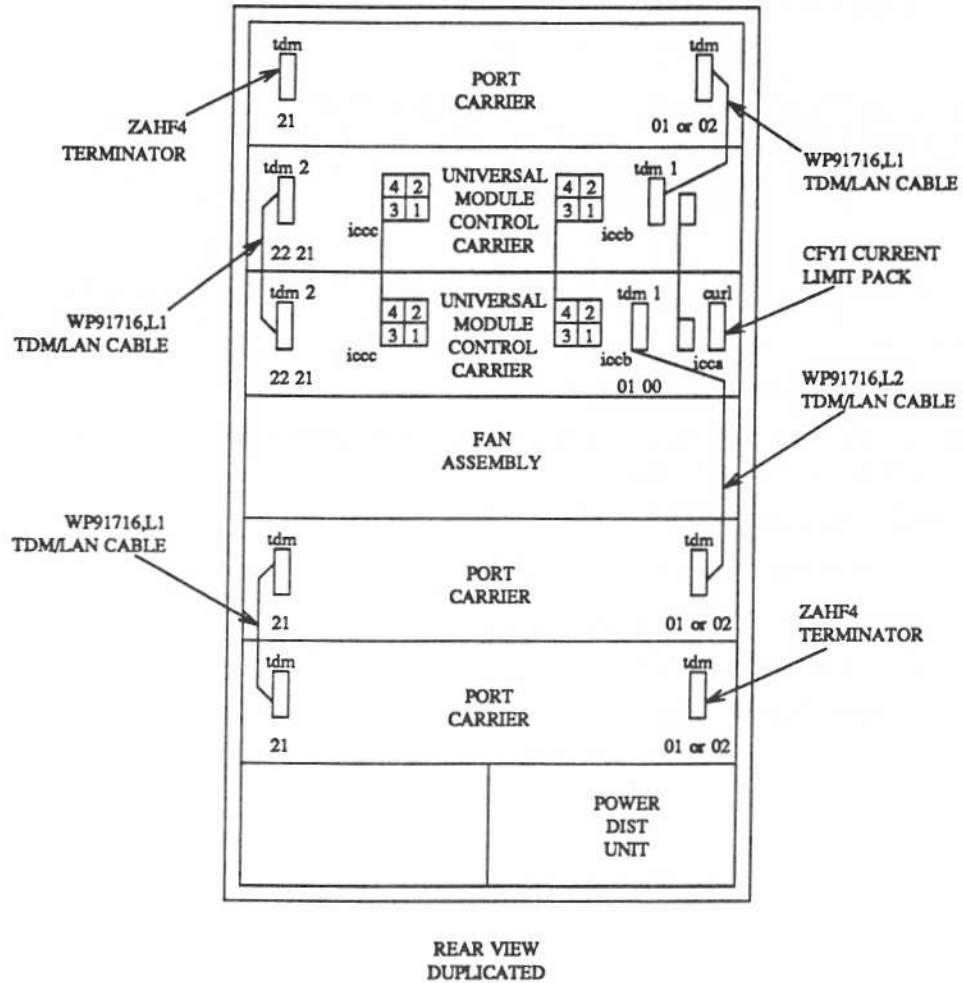 tdm
tdm
PORT
CARRIER
21
01 or 02
ZAHF4
TERMINATOR
WP91716,L1
TDM/LAN CABLE
tdm 2
4 2
3 1
UNIVERSAL
MODULE
CONTROL
CARRIER
4 2
3 1
tdm 1
iccc
iccb
22 21
CFYI CURRENT
LIMIT PACK
WP91716,L1
TDM/LAN CABLE
tdm 2
4 2
3 1
UNIVERSAL
MODULE
CONTROL
CARRIER
4 2
3 1
tdm 1
curl
iccc
iccb
icca
22 21
01 00
WP91716,L2
TDM/LAN CABLE
FAN
ASSEMBLY
WP91716,L1
TDM/LAN CABLE
tdm
tdm
PORT
CARRIER
21
01 or 02
ZAHF4
TERMINATOR
tdm
tdm
PORT
CARRIER
21
01 or 02
POWER
DIST
UNIT
REAR VIEW
DUPLICATED